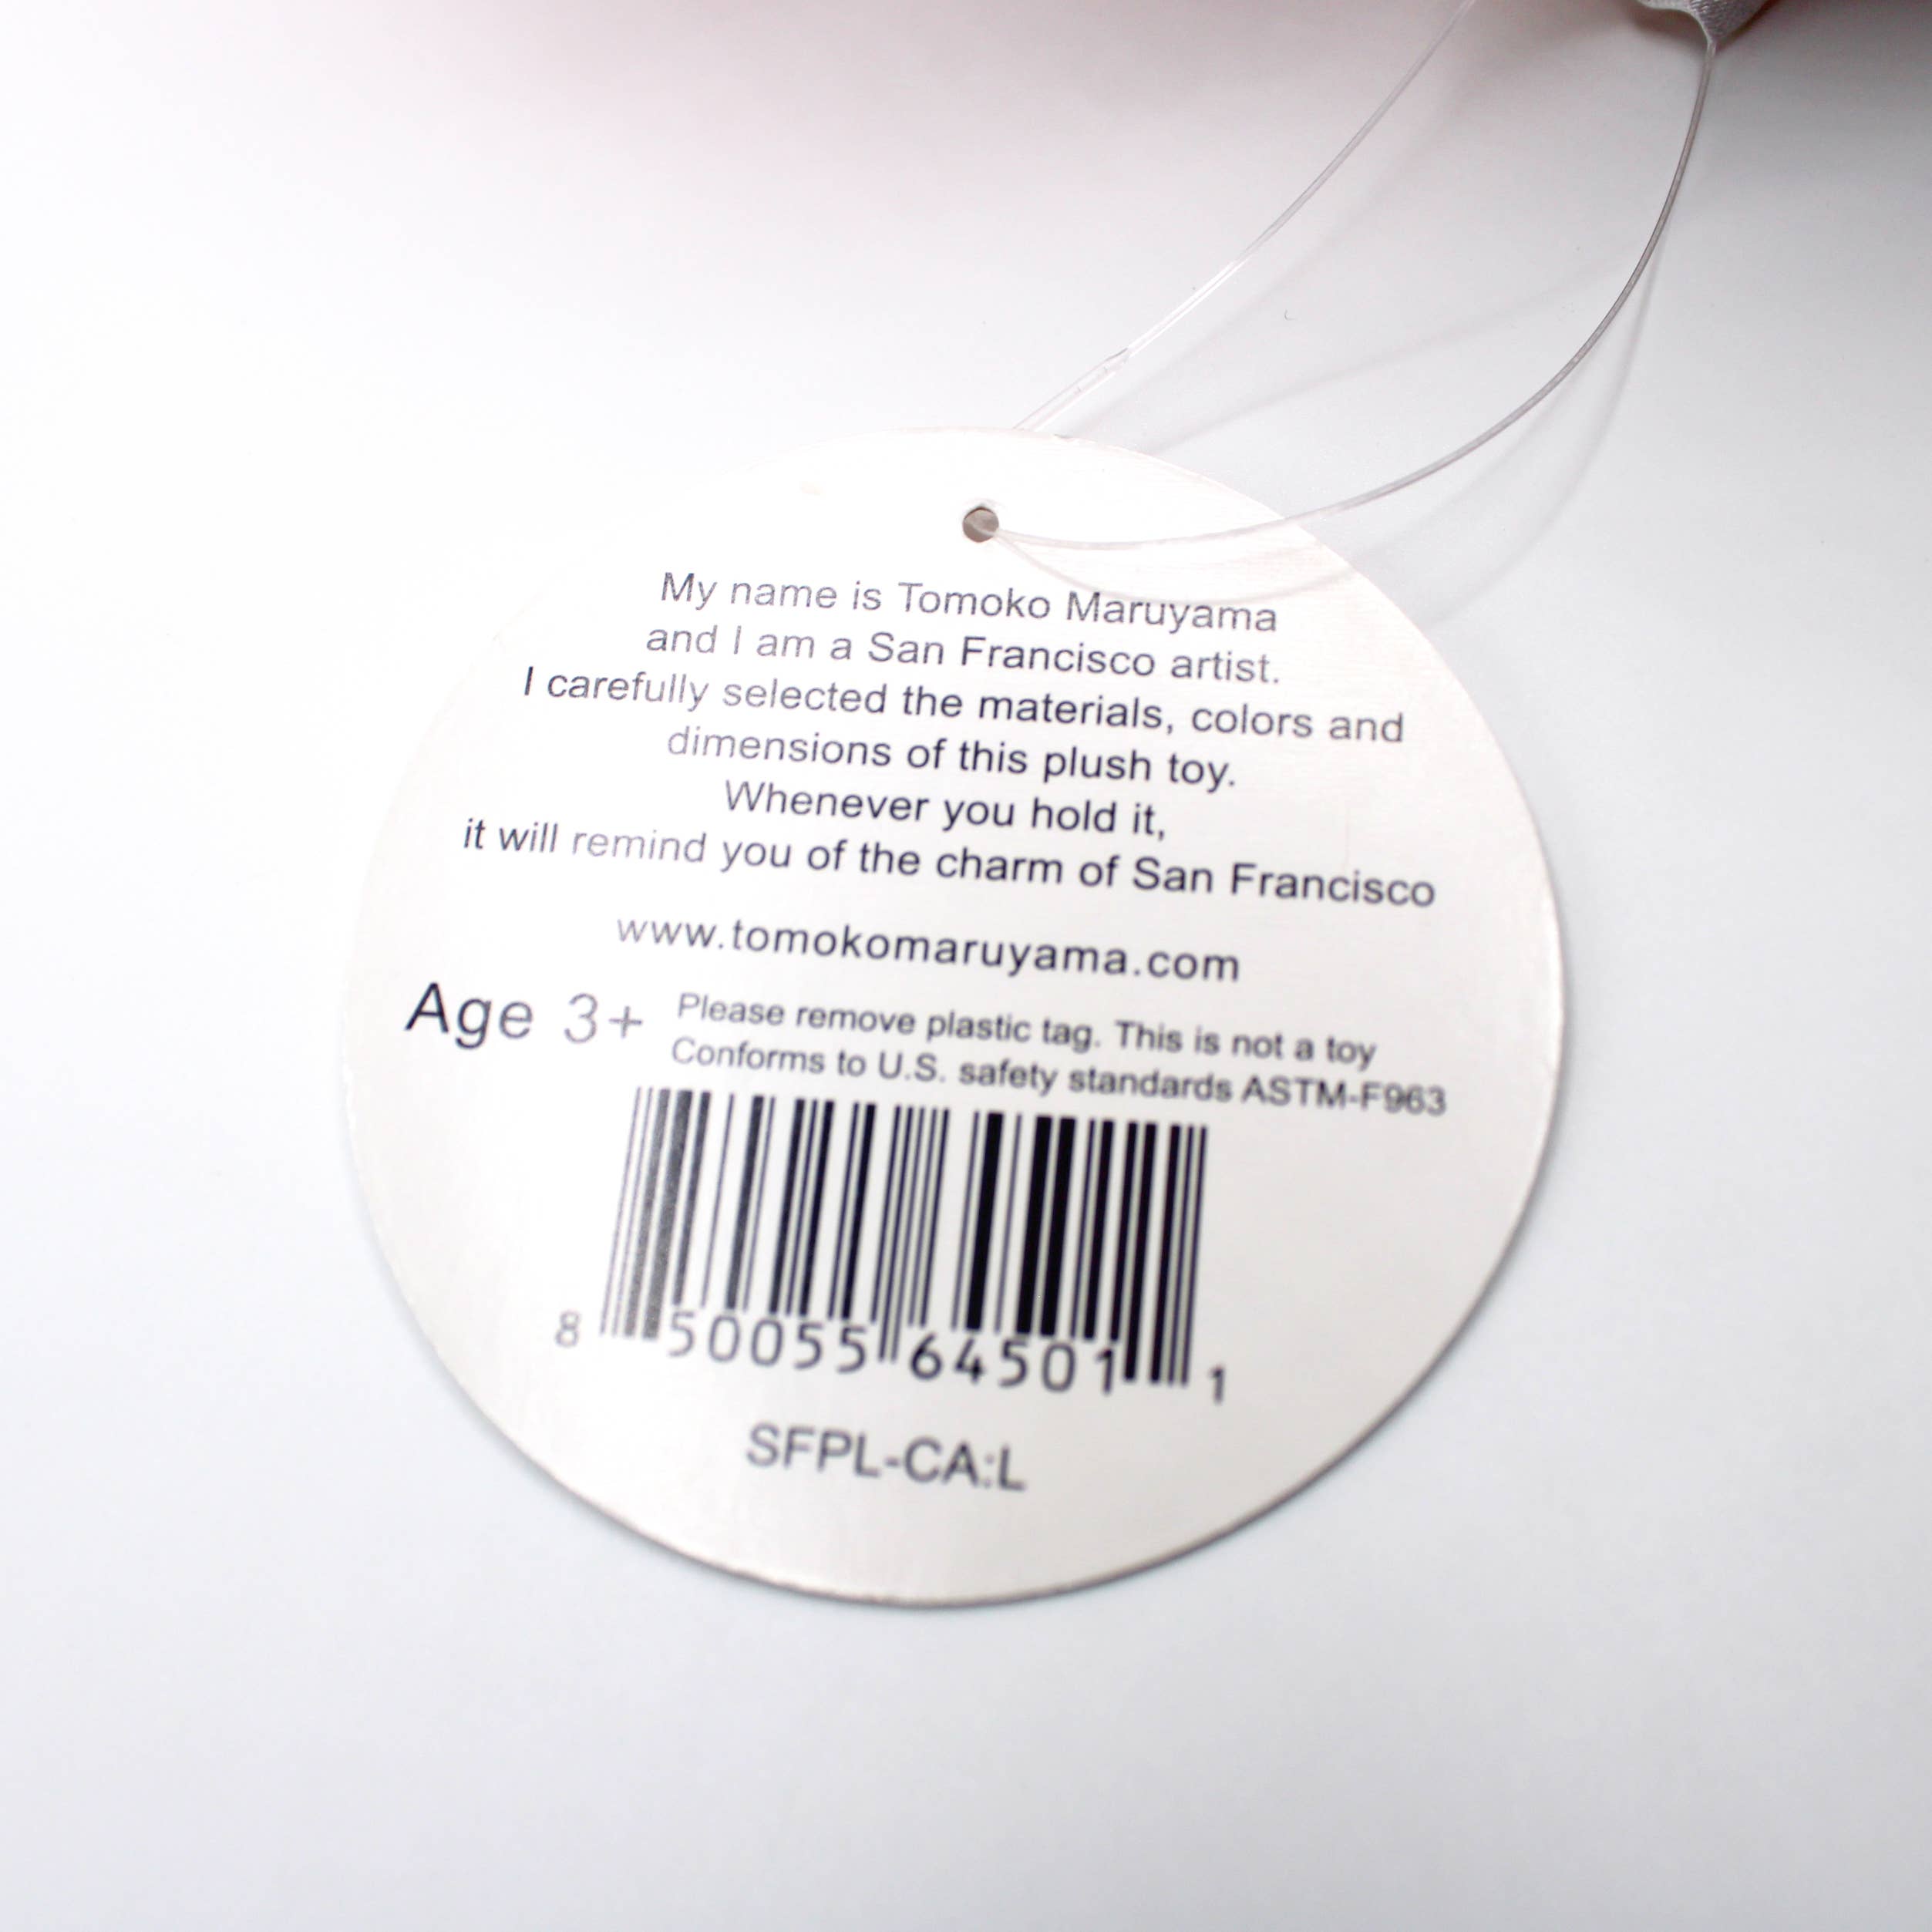 My name is Tomoko Maruyama
and I am a San Francisco artist.
I carefully selected the materials, colors and
dimensions of this plush toy.
Whenever you hold it,
it will remind you of the charm of San Francisco
www.tomokomaruyama.com
Age 3+
Please remove plastic tag. This is not a toy
Conforms to U.S. safety standards ASTM-F963
8 50055 64501 1
SFPL-CA:L